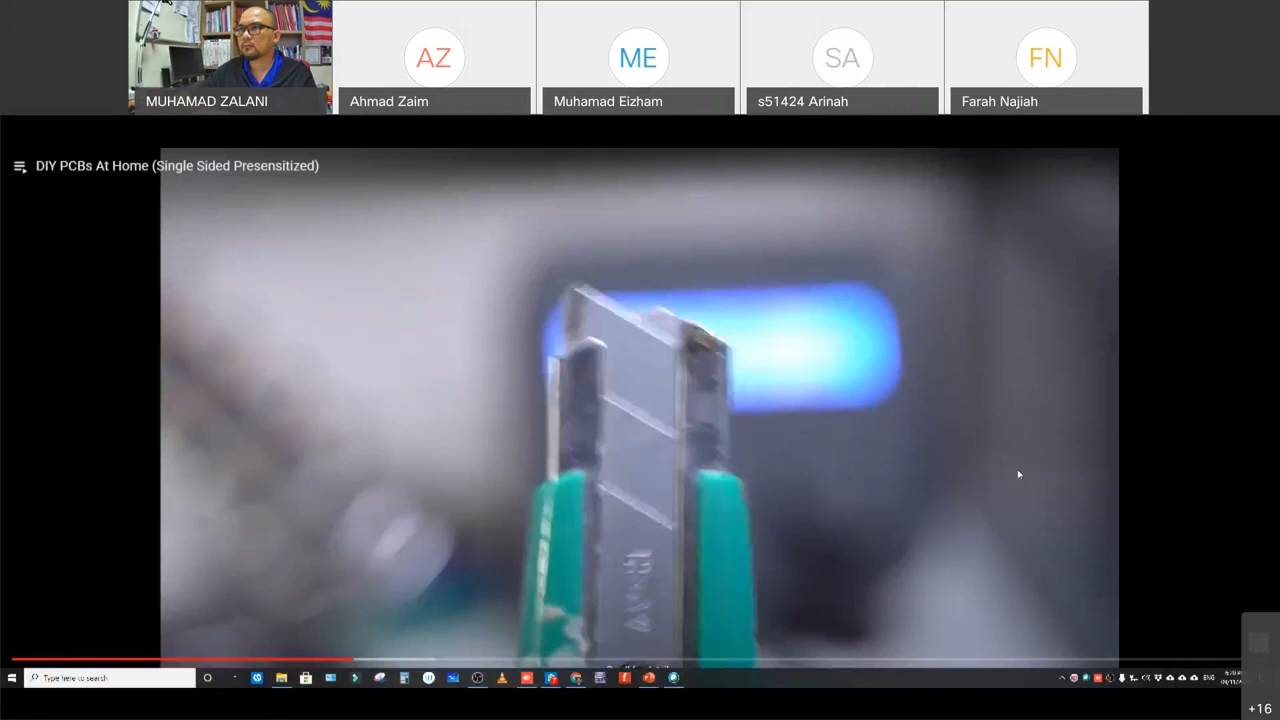 AZ
ME
SA
FN
MUHAMAD ZALANI
Ahmad Zaim
Muhamad Eizham
s51424 Arinah
Farah Najiah
DIY PCBs At Home (Single Sided Presensitized)
Type here to search
ENG
+16